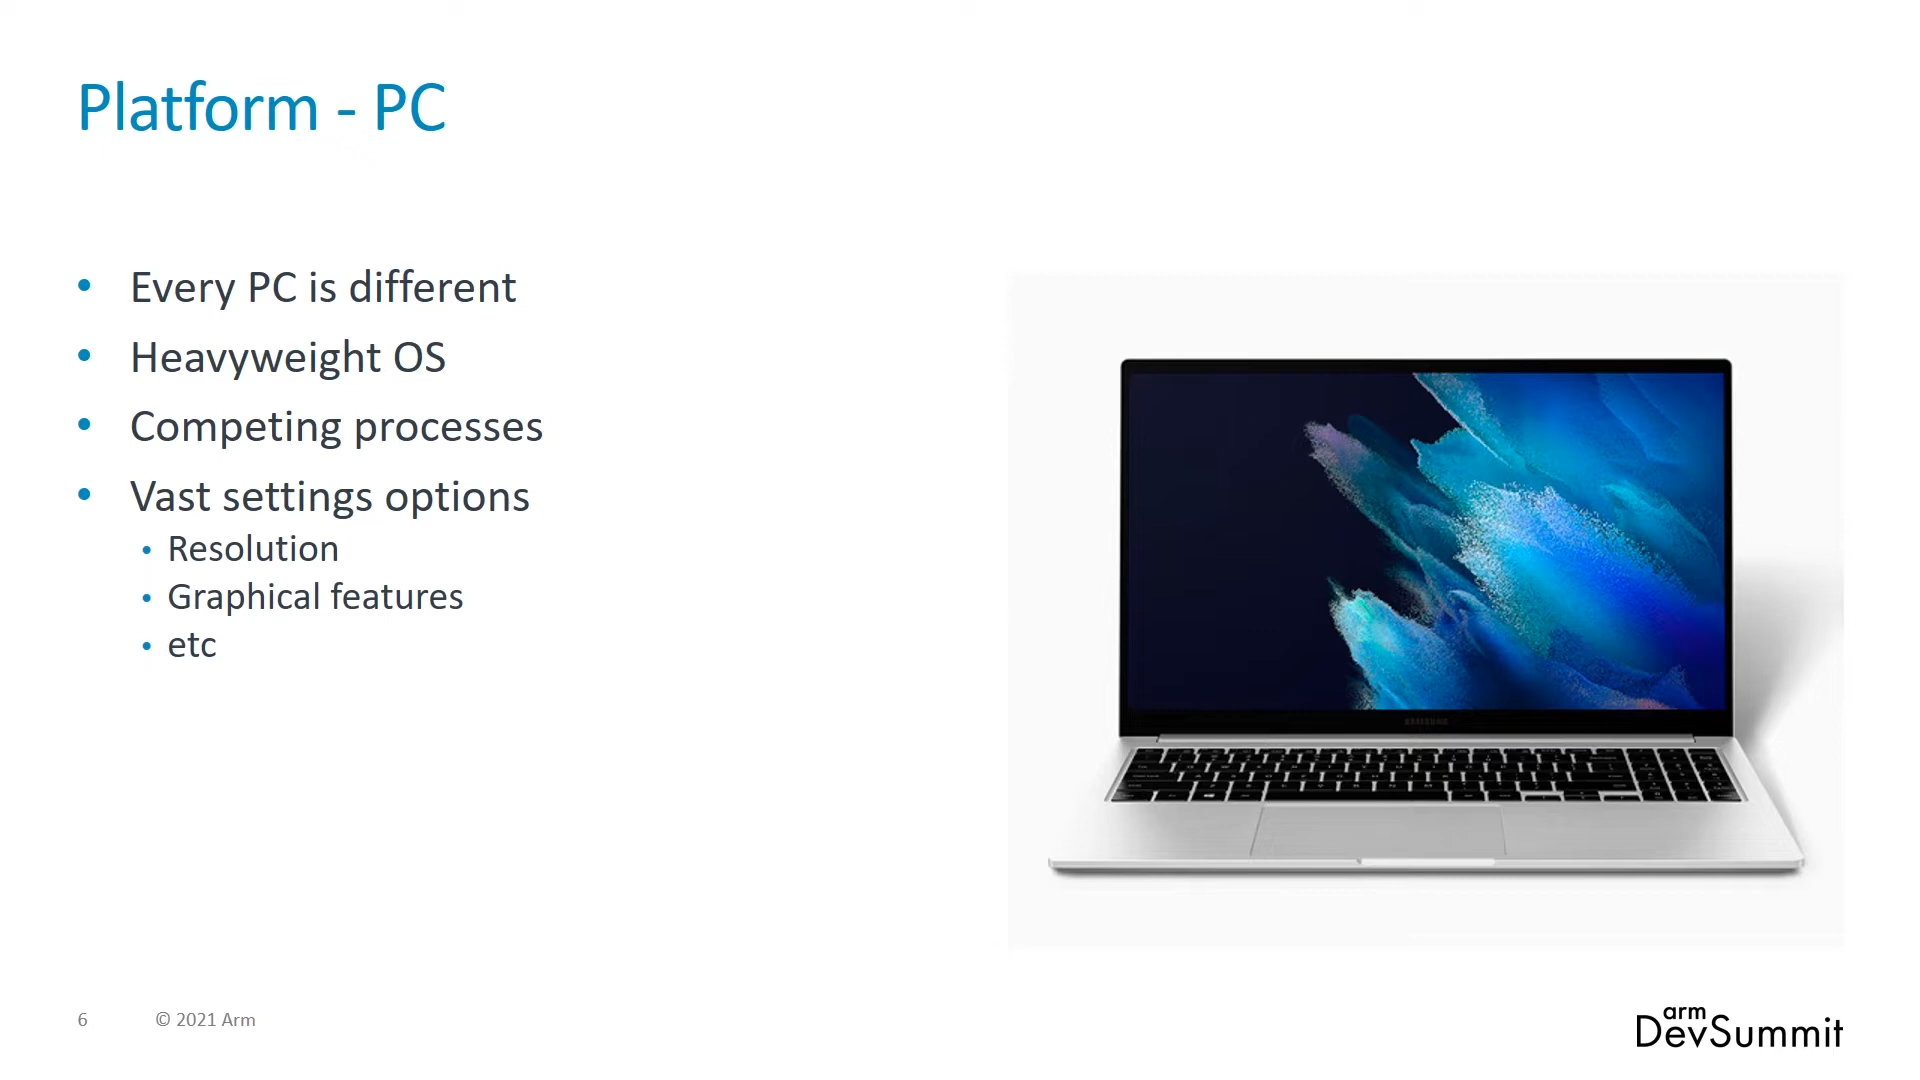 Platform - PC
• Every PC is different
• Heavyweight OS
• Competing processes
• Vast settings options
• Resolution
• Graphical features
• etc
SAMSUNG
6 © 2021 Arm
arm
DevSummit